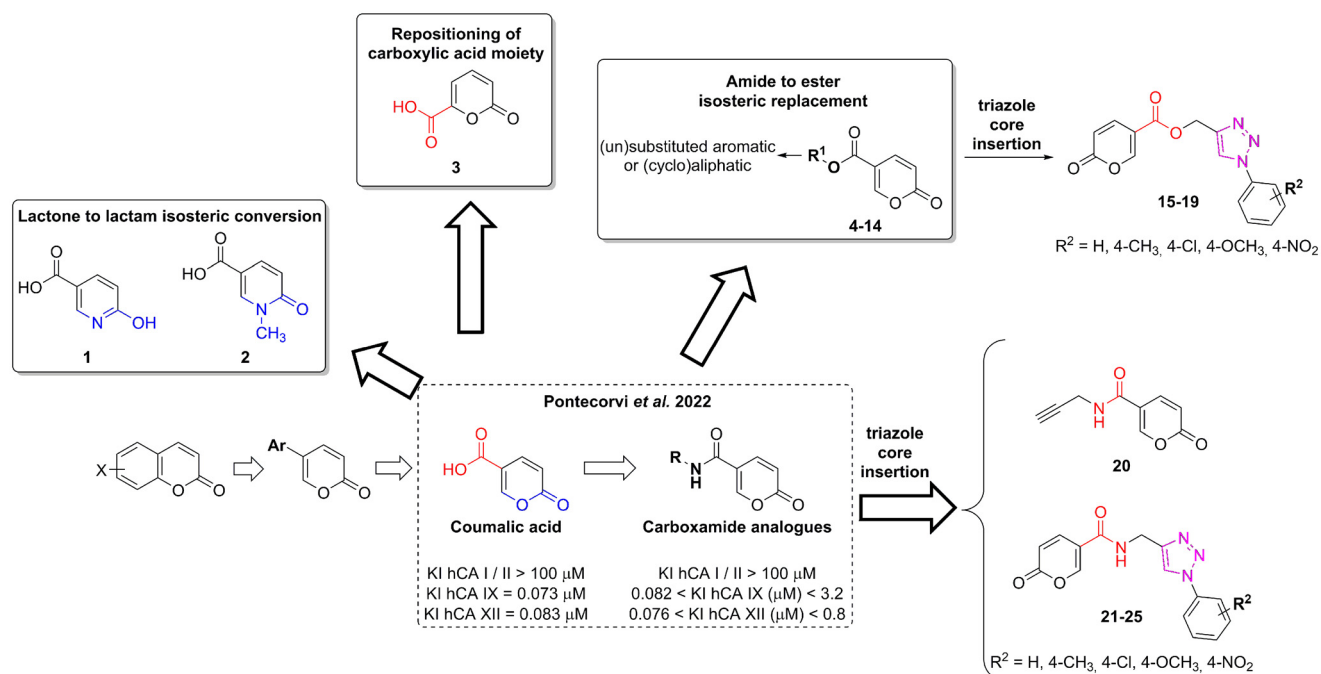 Repositioning of
carboxylic acid moiety
HO
O
O
O
3
Amide to ester
isosteric replacement
(un)substituted aromatic
or (cyclo)aliphatic
R1
O
O
O
O
4-14
triazole
core
insertion
O
O
O
O
N
N
N
R2
15-19
R2 = H, 4-CH3, 4-Cl, 4-OCH3, 4-NO2
Lactone to lactam isosteric conversion
O
HO
N
OH
1
O
HO
N
O
CH3
2
Pontecorvi et al. 2022
X
O
O
Ar
O
O
O
HO
O
O
Coumalic acid
KI hCA I / II > 100 μM
KI hCA IX = 0.073 μM
KI hCA XII = 0.083 μM
O
R
N
H
O
O
Carboxamide analogues
KI hCA I / II > 100 μM
0.082 < KI hCA IX (μM) < 3.2
0.076 < KI hCA XII (μM) < 0.8
triazole
core
insertion
O
NH
O
O
20
O
NH
O
O
N
N
N
R2
21-25
R2 = H, 4-CH3, 4-Cl, 4-OCH3, 4-NO2